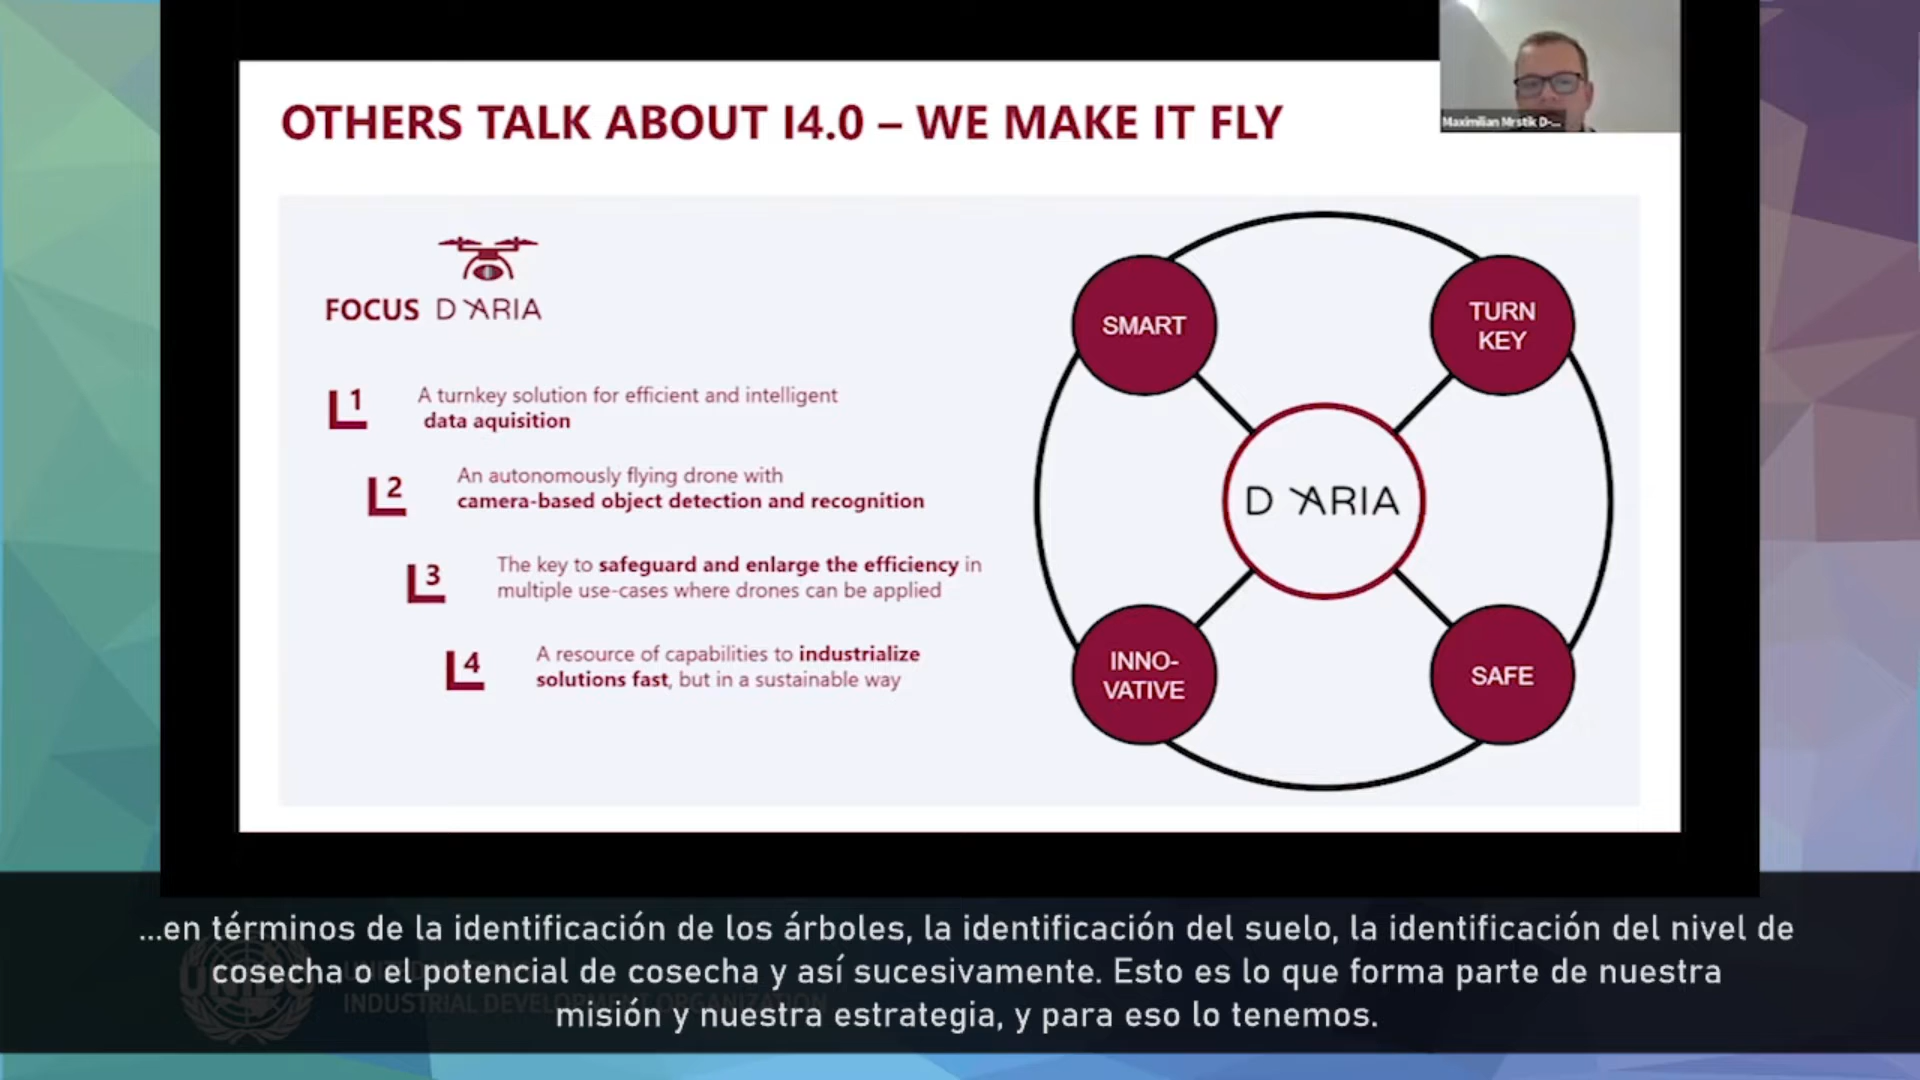 OTHERS TALK ABOUT I4.0 – WE MAKE IT FLY
Maximilian Mrstik D-...
FOCUS D ARIA
1 A turnkey solution for efficient and intelligent
data aquisition
2 An autonomously flying drone with
camera-based object detection and recognition
3 The key to safeguard and enlarge the efficiency in
multiple use-cases where drones can be applied
4 A resource of capabilities to industrialize
solutions fast, but in a sustainable way
SMART
TURN
KEY
D ARIA
INNO-
VATIVE
SAFE
...en términos de la identificación de los árboles, la identificación del suelo, la identificación del nivel de
cosecha o el potencial de cosecha y así sucesivamente. Esto es lo que forma parte de nuestra
misión y nuestra estrategia, y para eso lo tenemos.
INDUSTRIAL DEVELOPMENT ORGANIZATION